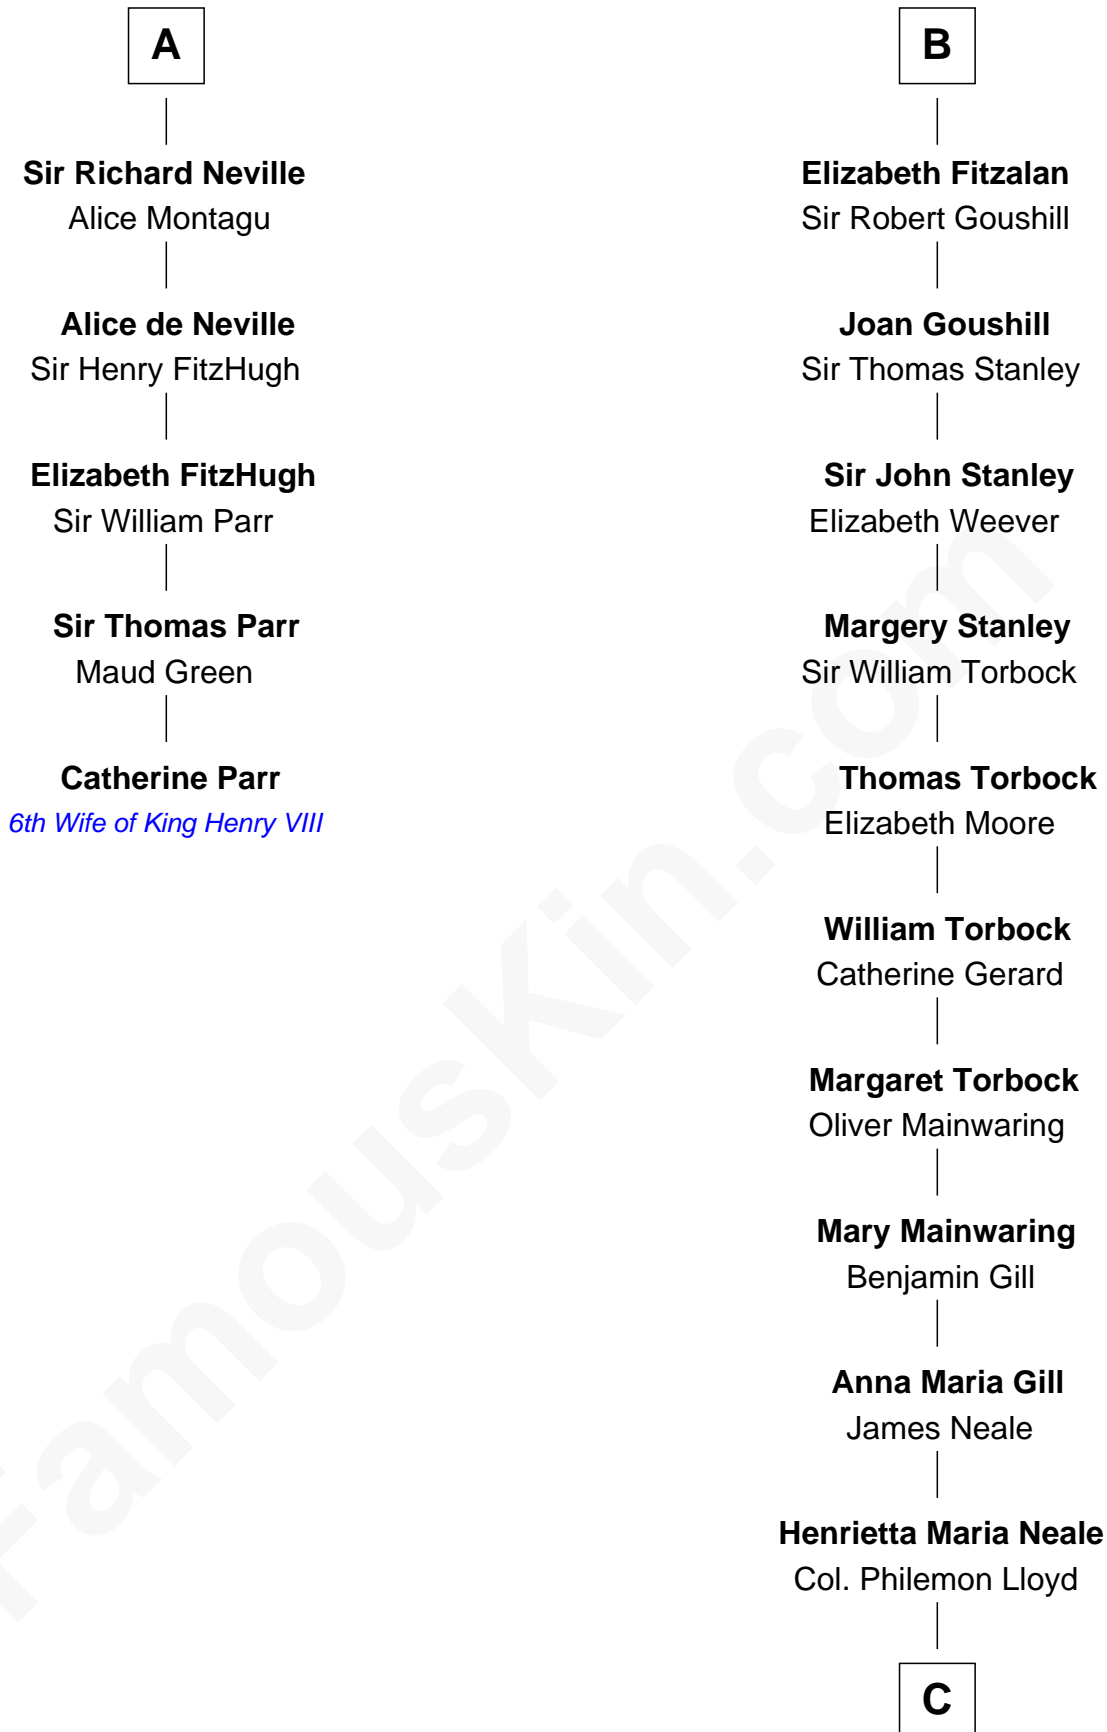 A
Sir Richard Neville
Alice Montagu
Alice de Neville
Sir Henry FitzHugh
Elizabeth FitzHugh
Sir William Parr
Sir Thomas Parr
Maud Green
Catherine Parr
6th Wife of King Henry VIII
B
Elizabeth Fitzalan
Sir Robert Goushill
Joan Goushill
Sir Thomas Stanley
Sir John Stanley
Elizabeth Weever
Margery Stanley
Sir William Torbock
Thomas Torbock
Elizabeth Moore
William Torbock
Catherine Gerard
Margaret Torbock
Oliver Mainwaring
Mary Mainwaring
Benjamin Gill
Anna Maria Gill
James Neale
Henrietta Maria Neale
Col. Philemon Lloyd
C
FamousKin.com